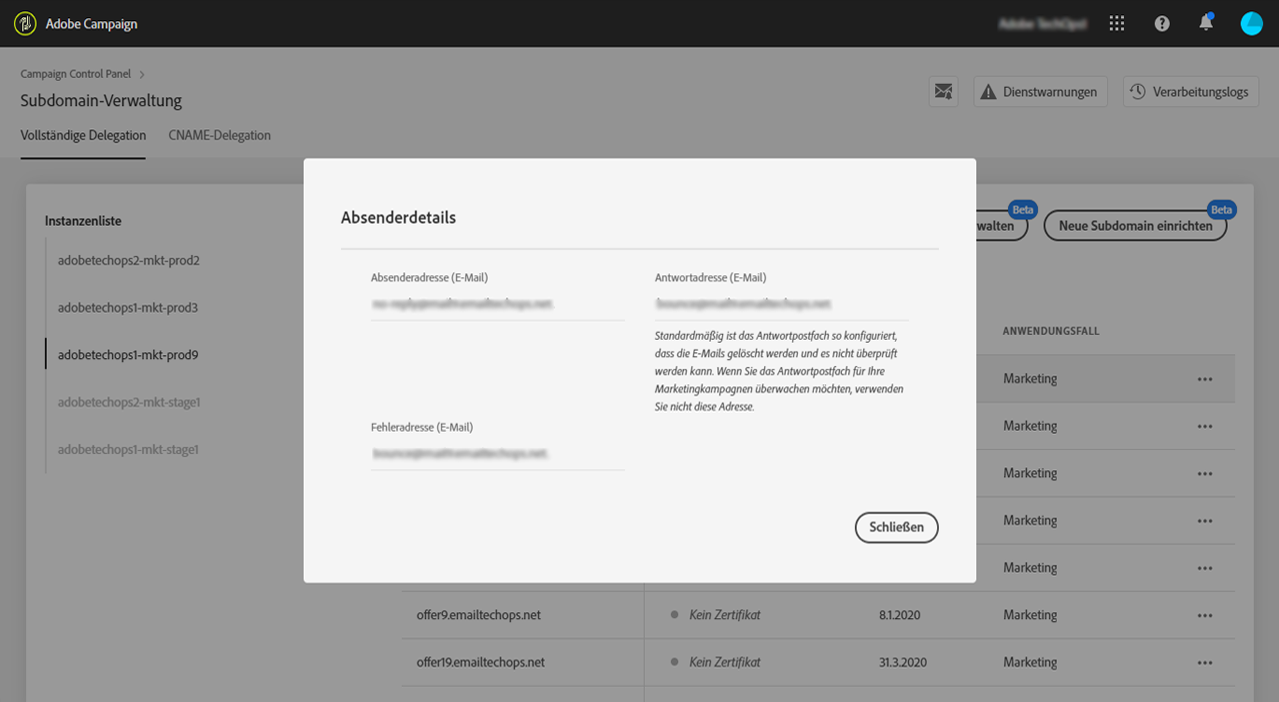 Adobe Campaign
Campaign Control Panel
Subdomain-Verwaltung
Dienstwarnungen
Verarbeitungslogs
Vollständige Delegation
CNAME-Delegation
Instanzenliste
adobetechops2-mkt-prod2
adobetechops1-mkt-prod3
adobetechops1-mkt-prod9
adobetechops2-mkt-stage1
adobetechops1-mkt-stage1
Beta
walten
Beta
Neue Subdomain einrichten
Absenderdetails
Absenderadresse (E-Mail)
Antwortadresse (E-Mail)
Standardmäßig ist das Antwortpostfach so konfiguriert,
dass die E-Mails gelöscht werden und es nicht überprüft
werden kann. Wenn Sie das Antwortpostfach für Ihre
Marketingkampagnen überwachen möchten, verwenden
Sie nicht diese Adresse.
Fehleradresse (E-Mail)
Schließen
ANWENDUNGSFALL
Marketing
Marketing
Marketing
Marketing
Marketing
offer9.emailtechops.net Kein Zertifikat 8.1.2020 Marketing
offer19.emailtechops.net Kein Zertifikat 31.3.2020 Marketing